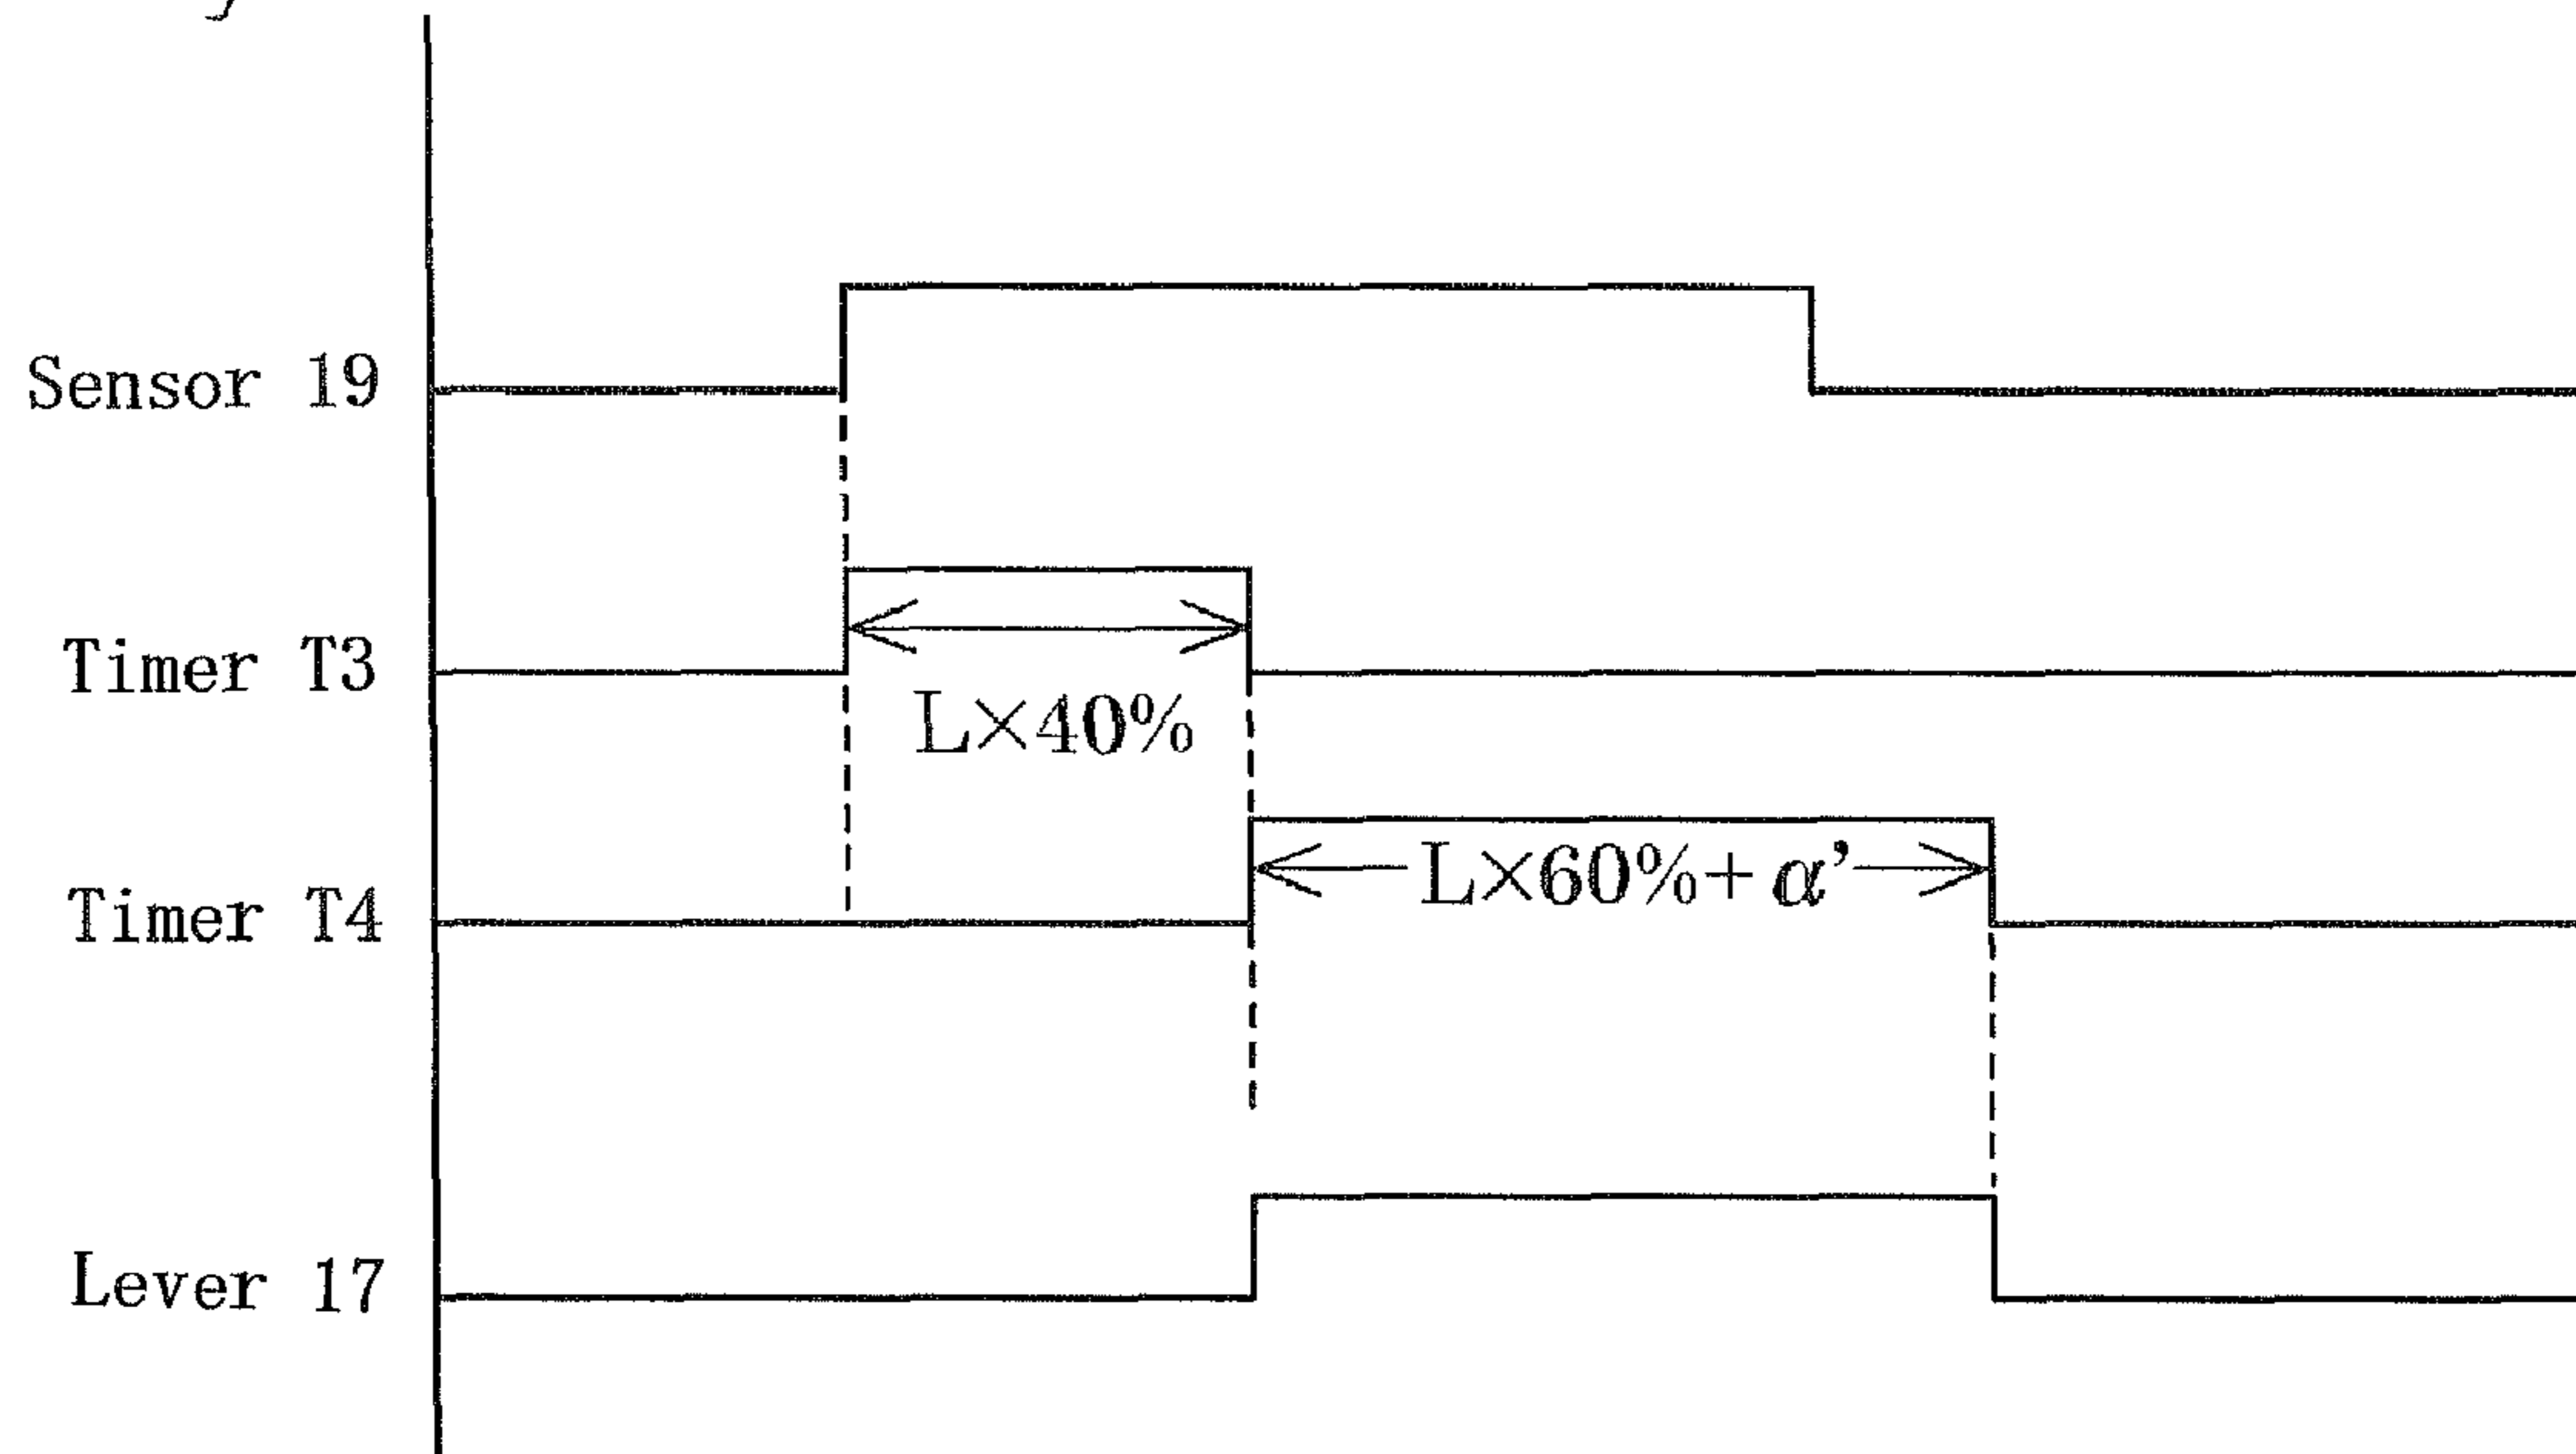 Sensor 19
Timer T3
L×40%
L×60%+α’
Timer T4
Lever 17